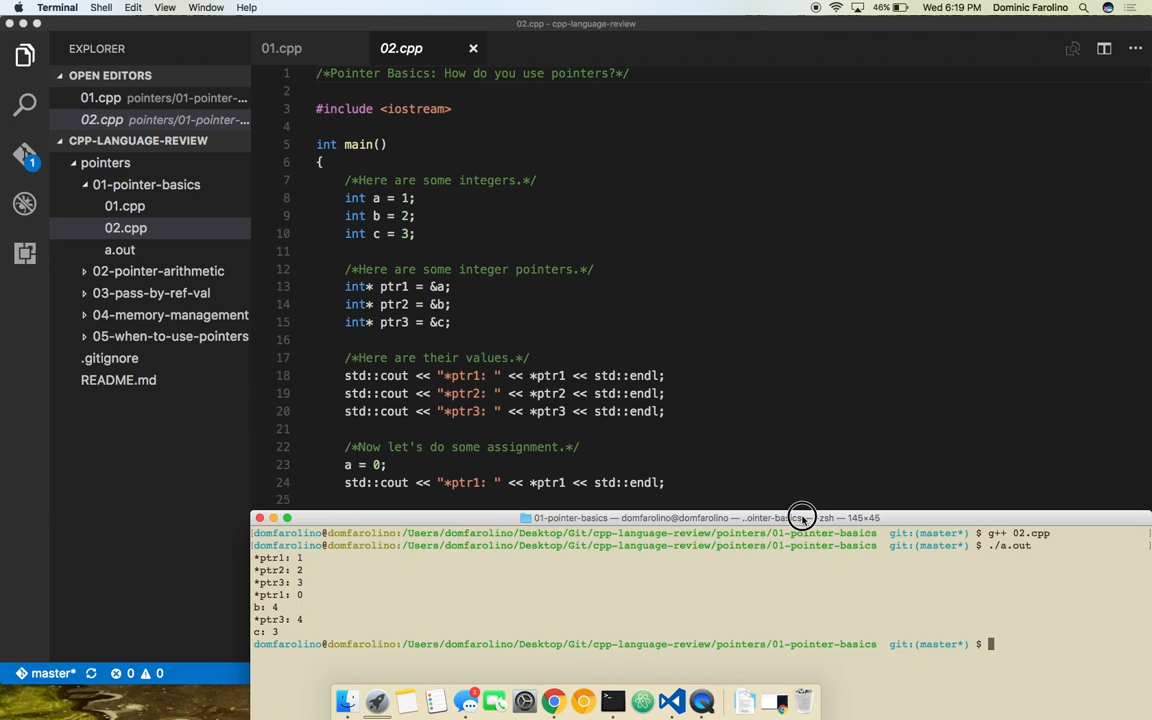 Terminal Shell Edit View Window Help 46% Wed 6:19 PM Dominic Farolino
02.cpp - cpp-language-review
EXPLORER
OPEN EDITORS
01.cpp pointers/01-pointer-...
02.cpp pointers/01-pointer-...
CPP-LANGUAGE-REVIEW
pointers
01-pointer-basics
01.cpp
02.cpp
a.out
02-pointer-arithmetic
03-pass-by-ref-val
04-memory-management
05-when-to-use-pointers
.gitignore
README.md
1
master* 0 0
01.cpp 02.cpp
1 /*Pointer Basics: How do you use pointers?*/
2
3 #include <iostream>
4
5 int main()
6 {
7 /*Here are some integers.*/
8 int a = 1;
9 int b = 2;
10 int c = 3;
11
12 /*Here are some integer pointers.*/
13 int* ptr1 = &a;
14 int* ptr2 = &b;
15 int* ptr3 = &c;
16
17 /*Here are their values.*/
18 std::cout << "*ptr1: " << *ptr1 << std::endl;
19 std::cout << "*ptr2: " << *ptr2 << std::endl;
20 std::cout << "*ptr3: " << *ptr3 << std::endl;
21
22 /*Now let's do some assignment.*/
23 a = 0;
24 std::cout << "*ptr1: " << *ptr1 << std::endl;
25
01-pointer-basics — domfarolino@domfarolino — ..ointer-basics — -zsh — 145×45
domfarolino@domfarolino:/Users/domfarolino/Desktop/Git/cpp-language-review/pointers/01-pointer-basics git:(master*) $ g++ 02.cpp
domfarolino@domfarolino:/Users/domfarolino/Desktop/Git/cpp-language-review/pointers/01-pointer-basics git:(master*) $ ./a.out
*ptr1: 1
*ptr2: 2
*ptr3: 3
*ptr1: 0
b: 4
*ptr3: 4
c: 3
domfarolino@domfarolino:/Users/domfarolino/Desktop/Git/cpp-language-review/pointers/01-pointer-basics git:(master*) $